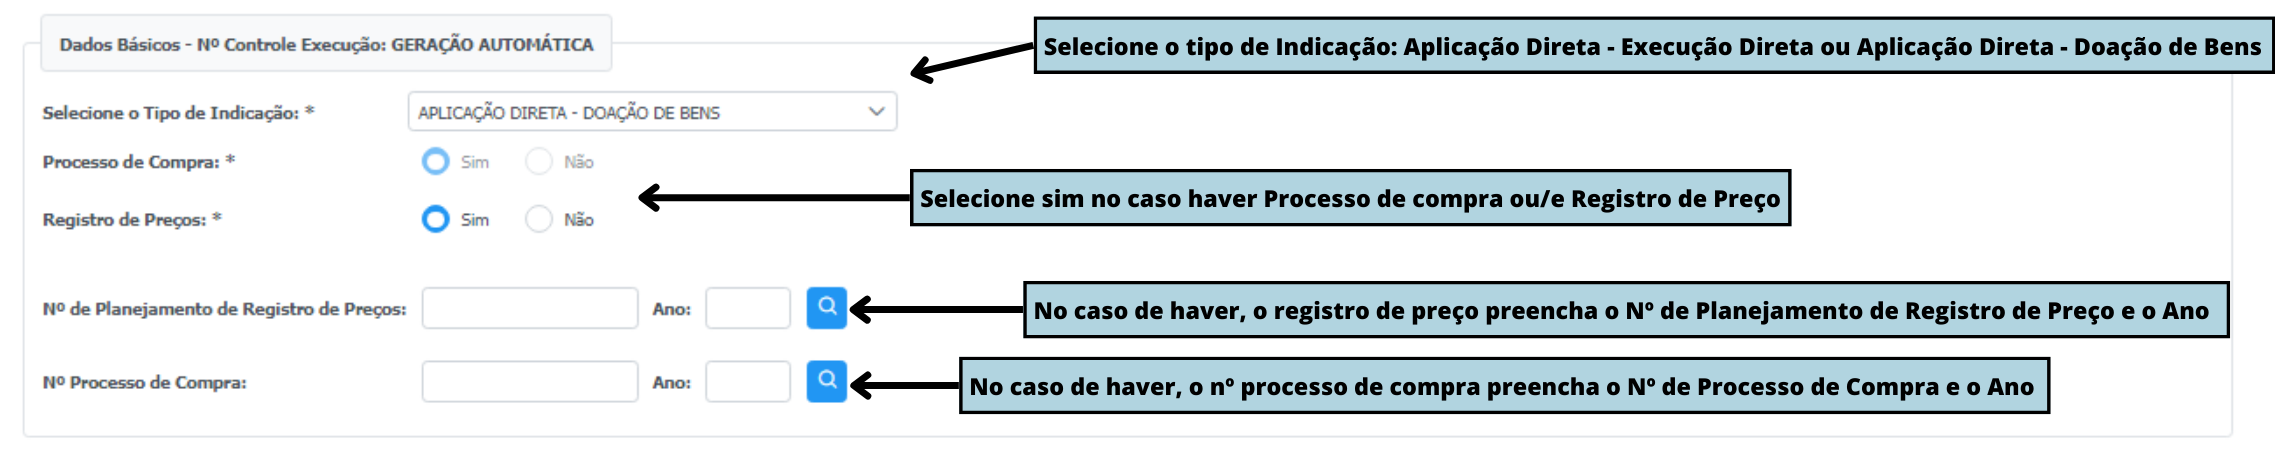 Dados Básicos - Nº Controle Execução: GERAÇÃO AUTOMÁTICA
Selecione o tipo de Indicação: Aplicação Direta - Execução Direta ou Aplicação Direta - Doação de Bens
Selecione o Tipo de Indicação: * APLICAÇÃO DIRETA - DOAÇÃO DE BENS
Processo de Compra: * Sim Não
Selecione sim no caso haver Processo de compra ou/e Registro de Preço
Registro de Preços: * Sim Não
Nº de Planejamento de Registro de Preços: Ano:
No caso de haver, o registro de preço preencha o Nº de Planejamento de Registro de Preço e o Ano
Nº Processo de Compra: Ano:
No caso de haver, o nº processo de compra preencha o Nº de Processo de Compra e o Ano